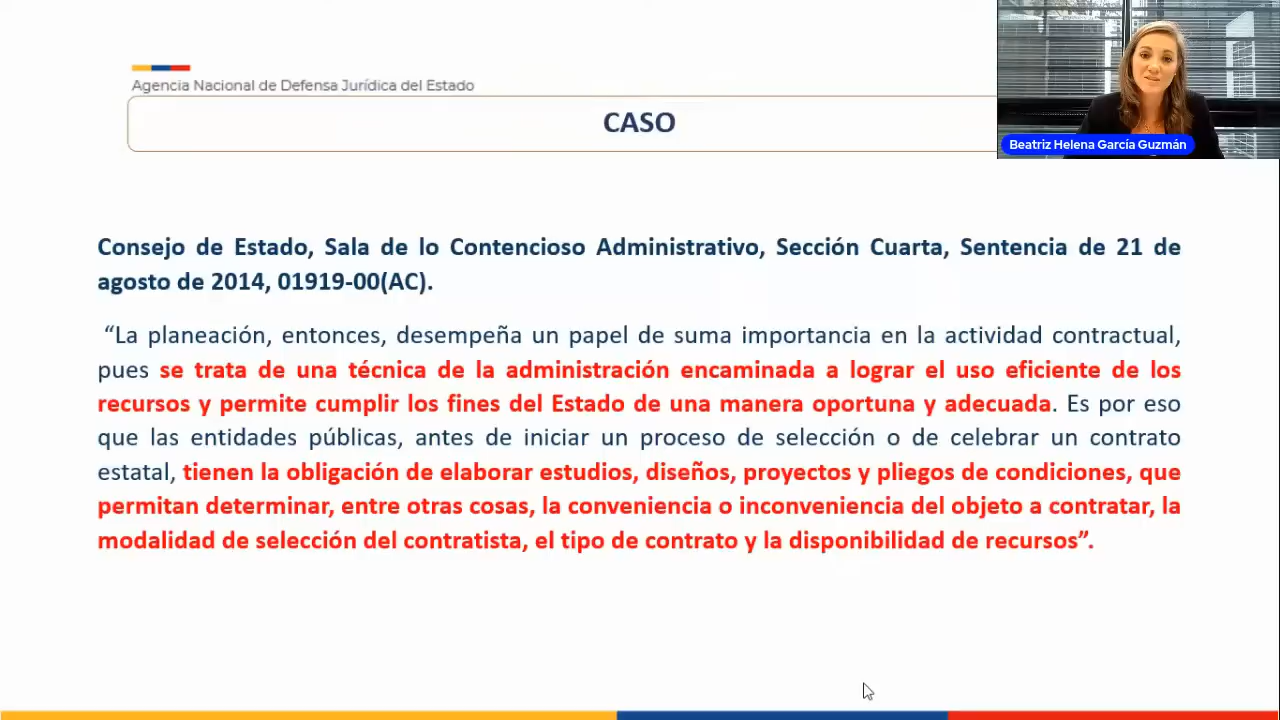 Agencia Nacional de Defensa Jurídica del Estado
CASO
Beatriz Helena García Guzmán
Consejo de Estado, Sala de lo Contencioso Administrativo, Sección Cuarta, Sentencia de 21 de
agosto de 2014, 01919-00(AC).
“La planeación, entonces, desempeña un papel de suma importancia en la actividad contractual,
pues se trata de una técnica de la administración encaminada a lograr el uso eficiente de los
recursos y permite cumplir los fines del Estado de una manera oportuna y adecuada. Es por eso
que las entidades públicas, antes de iniciar un proceso de selección o de celebrar un contrato
estatal, tienen la obligación de elaborar estudios, diseños, proyectos y pliegos de condiciones, que
permitan determinar, entre otras cosas, la conveniencia o inconveniencia del objeto a contratar, la
modalidad de selección del contratista, el tipo de contrato y la disponibilidad de recursos”.